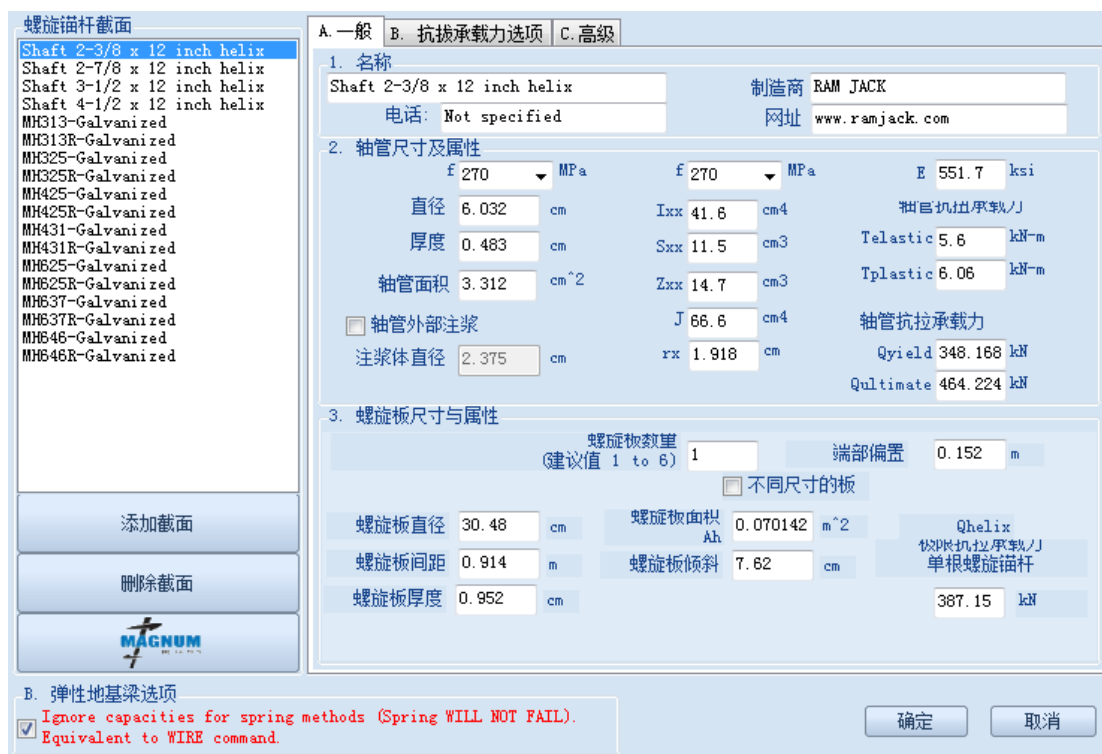 螺旋锚杆截面
Shaft 2-3/8 x 12 inch helix
Shaft 2-7/8 x 12 inch helix
Shaft 3-1/2 x 12 inch helix
Shaft 4-1/2 x 12 inch helix
MH313-Galvanized
MH313R-Galvanized
MH325-Galvanized
MH325R-Galvanized
MH425-Galvanized
MH425R-Galvanized
MH431-Galvanized
MH431R-Galvanized
MH625-Galvanized
MH625R-Galvanized
MH637-Galvanized
MH637R-Galvanized
MH646-Galvanized
MH646R-Galvanized
添加截面
删除截面
MAGNUM
A.一般 B. 抗拔承载力选项 C.高级
1. 名称
Shaft 2-3/8 x 12 inch helix 制造商 RAM JACK
电话: Not specified 网址 www.ramjack.com
2. 轴管尺寸及属性
f 270 MPa f 270 MPa E 551.7 ksi
直径 6.032 cm Ixx 41.6 cm4 轴管抗扭承载力
厚度 0.483 cm Sxx 11.5 cm3 Telastic 5.6 kN-m
轴管面积 3.312 cm^2 Zxx 14.7 cm3 Tplastic 6.06 kN-m
轴管外部注浆 J 66.6 cm4 轴管抗拉承载力
注浆体直径 2.375 cm rx 1.918 cm Qyield 348.168 kN
Qultimate 464.224 kN
3. 螺旋板尺寸与属性
螺旋板数量
(建议值 1 to 6) 1 端部偏置 0.152 m
不同尺寸的板
螺旋板直径 30.48 cm 螺旋板面积 Ah 0.070142 m^2 Qhelix
极限抗拉承载力
螺旋板间距 0.914 m 螺旋板倾斜 7.62 cm 单根螺旋锚杆
螺旋板厚度 0.952 cm 387.15 kN
B. 弹性地基梁选项
Ignore capacities for spring methods (Spring WILL NOT FAIL).
Equivalent to WIRE command.
确定 取消